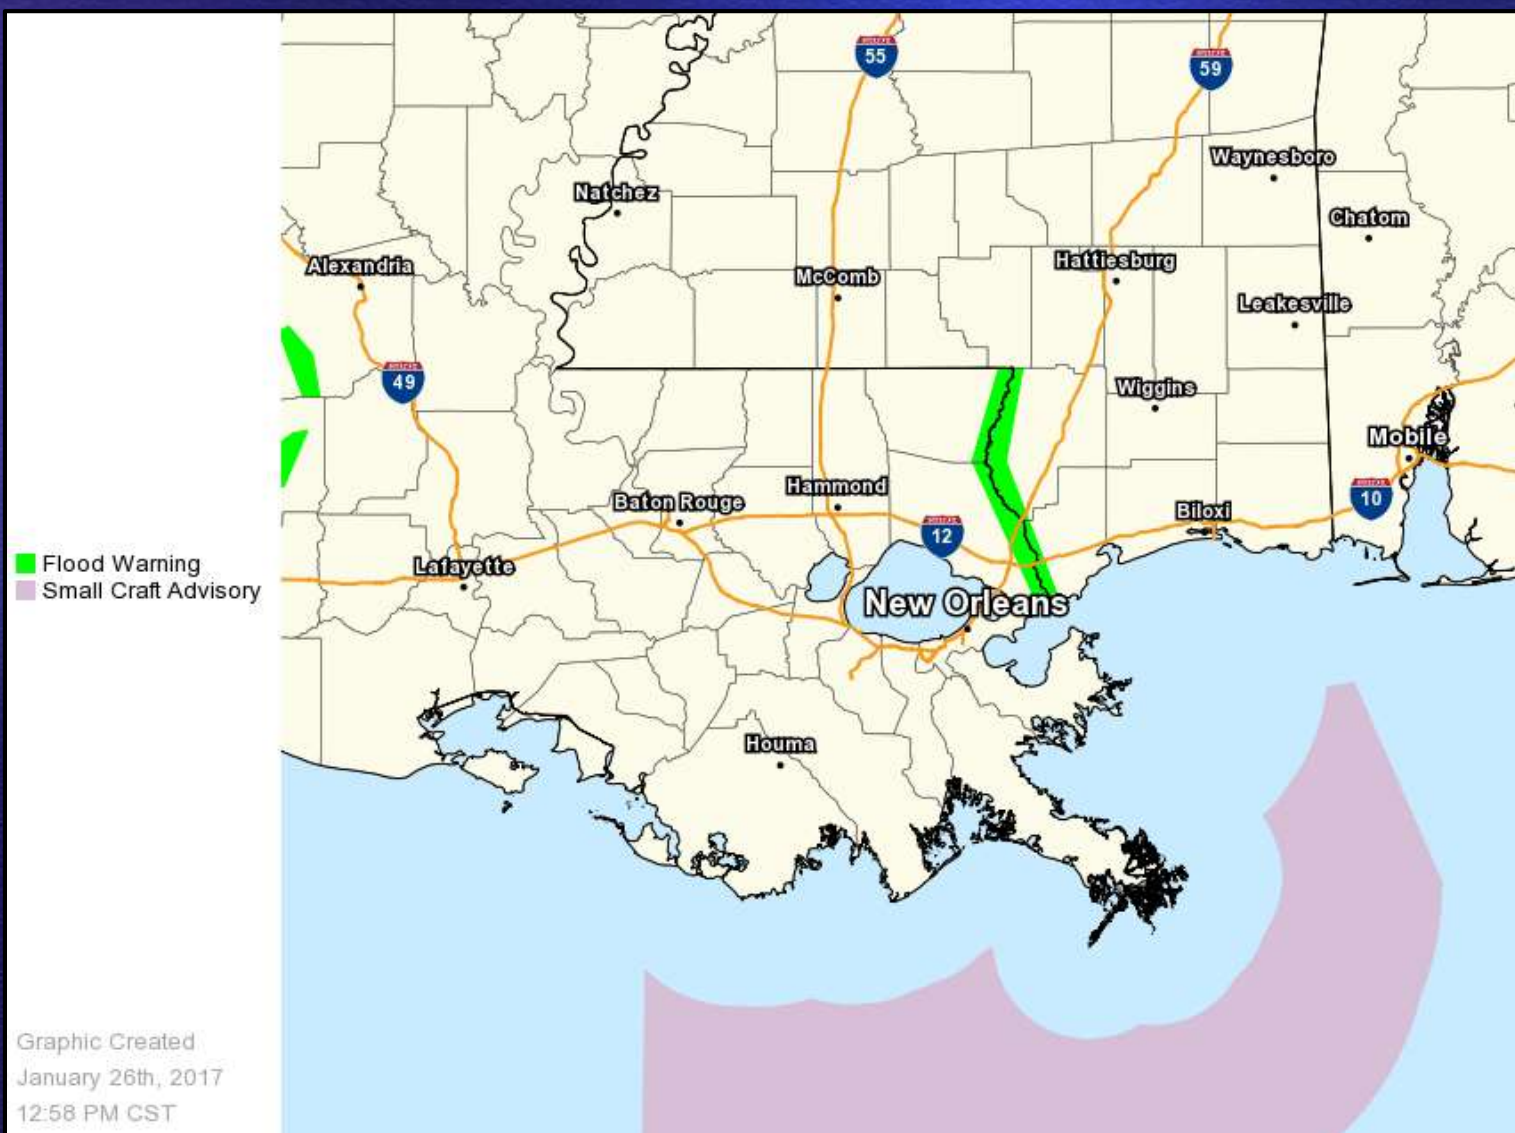 55
59
Waynesboro
Natchez
Chatom
Alexandria
McComb
Hattiesburg
Leakesville
49
Wiggins
Mobile
Hammond
Baton Rouge
10
Biloxi
12
Flood Warning
Lafayette
Small Craft Advisory
New Orleans
Houma
Graphic Created
January 26th, 2017
12:58 PM CST